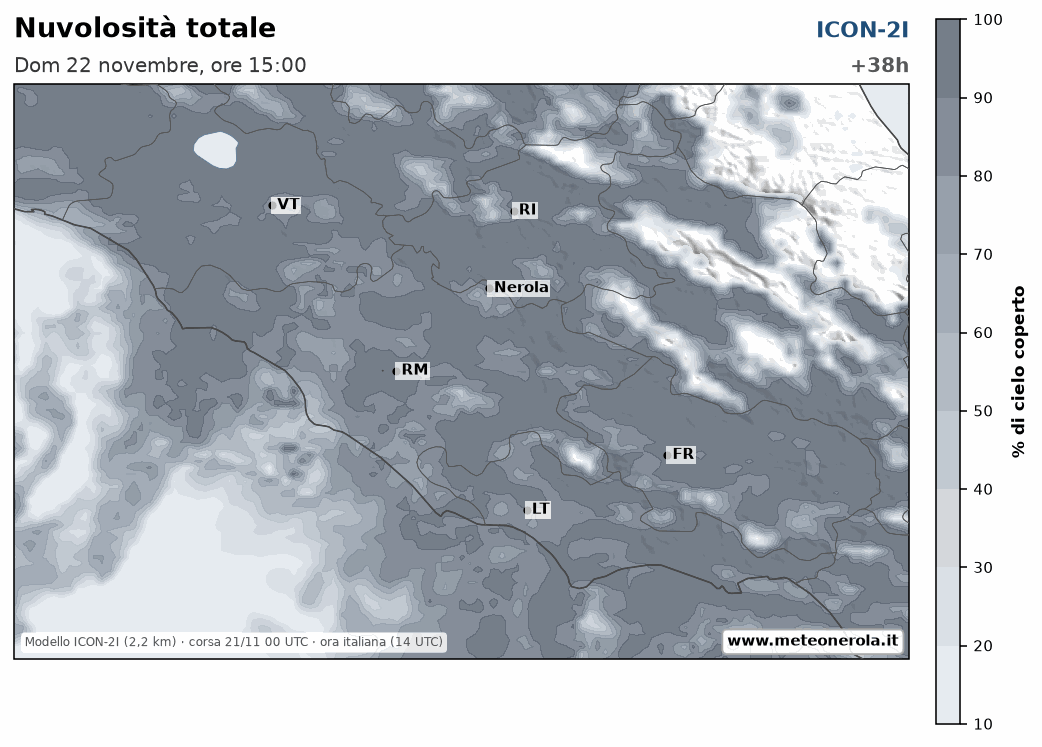 Nuvolosità totale
ICON-2I
Dom 22 novembre, ore 15:00
+38h
VT
RI
Nerola
RM
FR
LT
Modello ICON-2I (2,2 km) · corsa 21/11 00 UTC · ora italiana (14 UTC)
www.meteonerola.it
100
90
80
70
60
50
40
30
20
10
% di cielo coperto